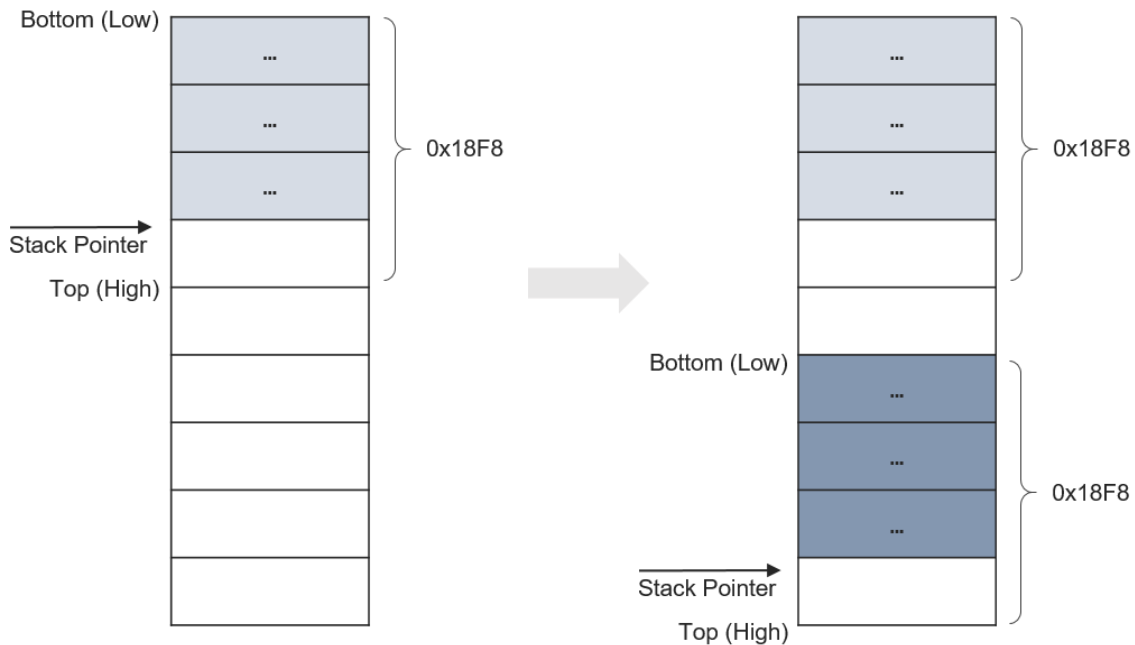 Bottom (Low)
...
...
...
0x18F8
Stack Pointer
Top (High)
...
...
...
0x18F8
Bottom (Low)
...
...
...
0x18F8
Stack Pointer
Top (High)